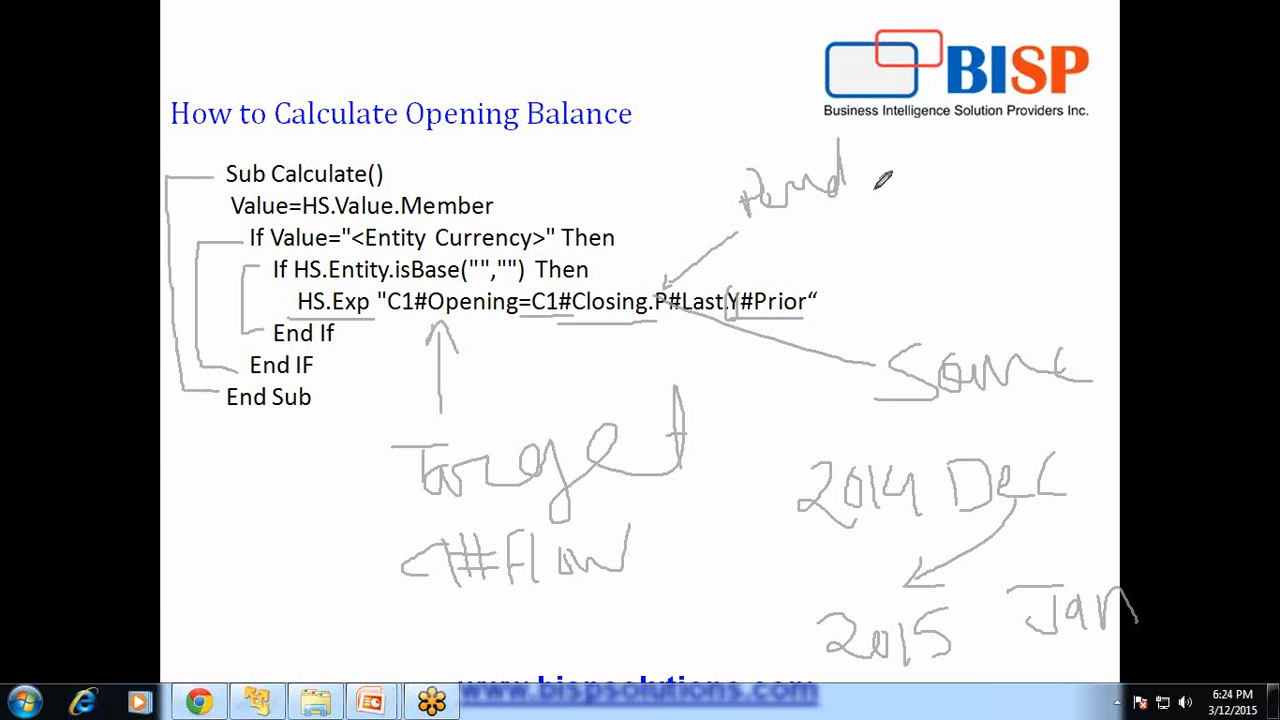 BISP
Business Intelligence Solution Providers Inc.
How to Calculate Opening Balance
Sub Calculate()
Value=HS.Value.Member
If Value="<Entity Currency>" Then
If HS.Entity.isBase("","") Then
HS.Exp "C1#Opening=C1#Closing.P#Last.Y#Prior“
End If
End IF
End Sub
Source
Target
C1#Flow
2014 Dec
2015 Jan
www.bispsolutions.com
6:24 PM
3/12/2015